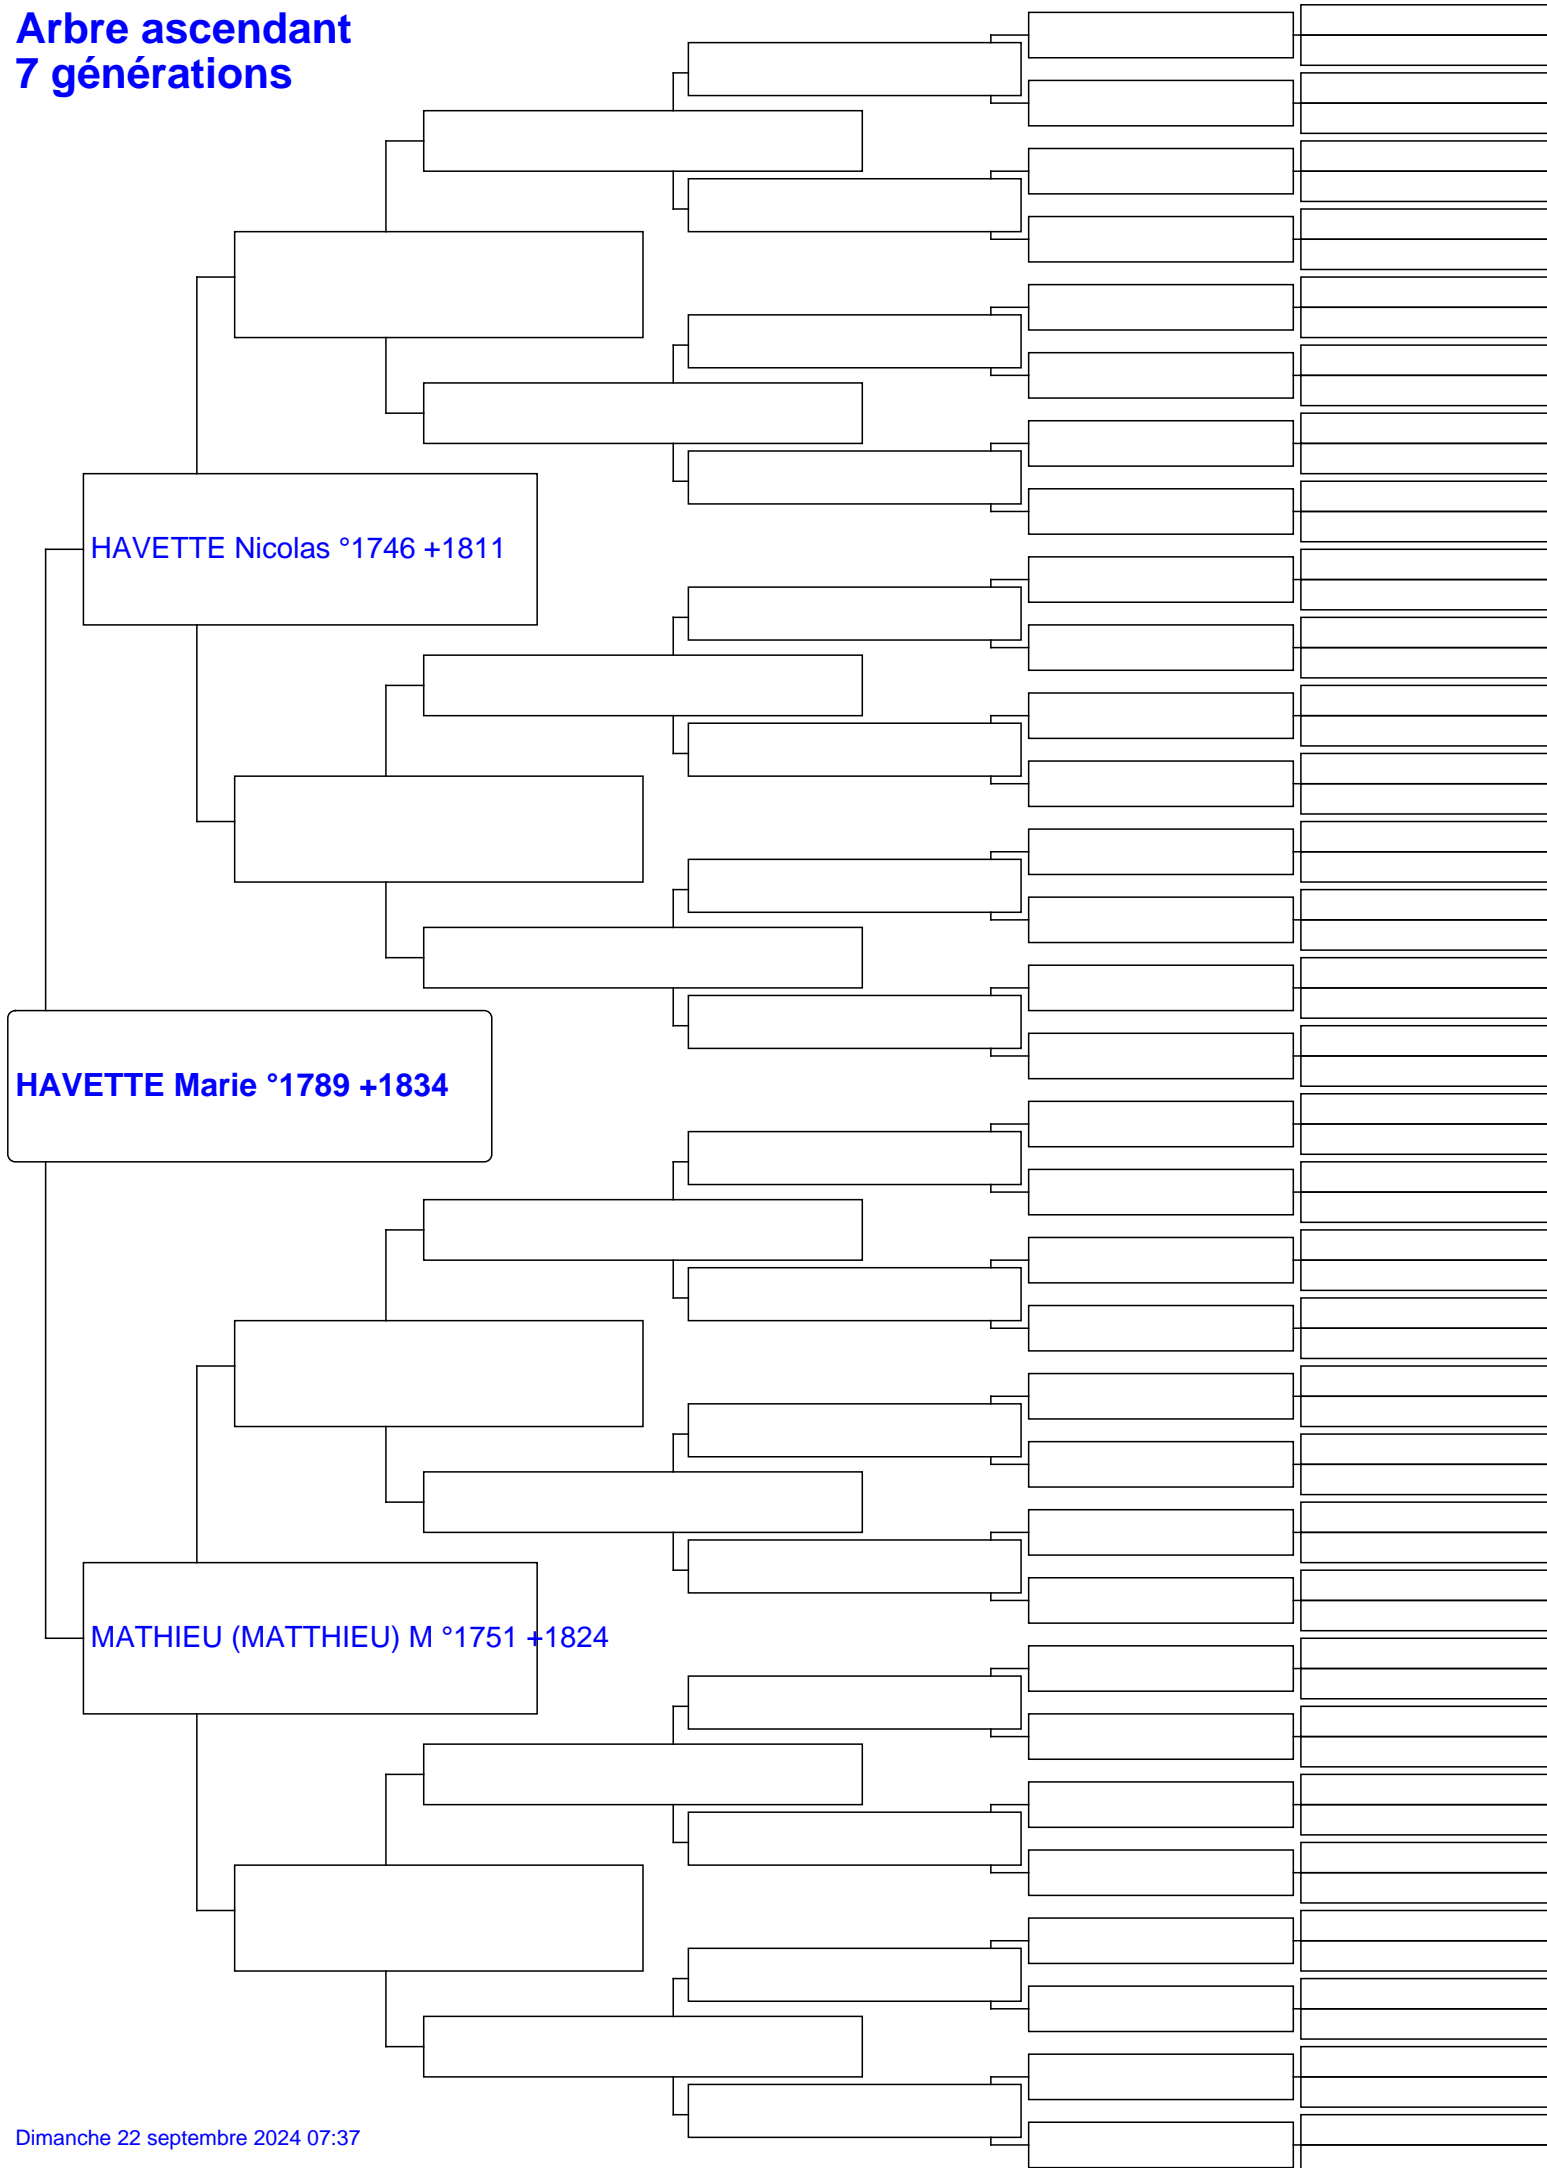 Arbre ascendant
7 générations
HAVETTE Nicolas °1746 +1811
HAVETTE Marie °1789 +1834
MATHIEU (MATTHIEU) M °1751 +1824
Dimanche 22 septembre 2024 07:37